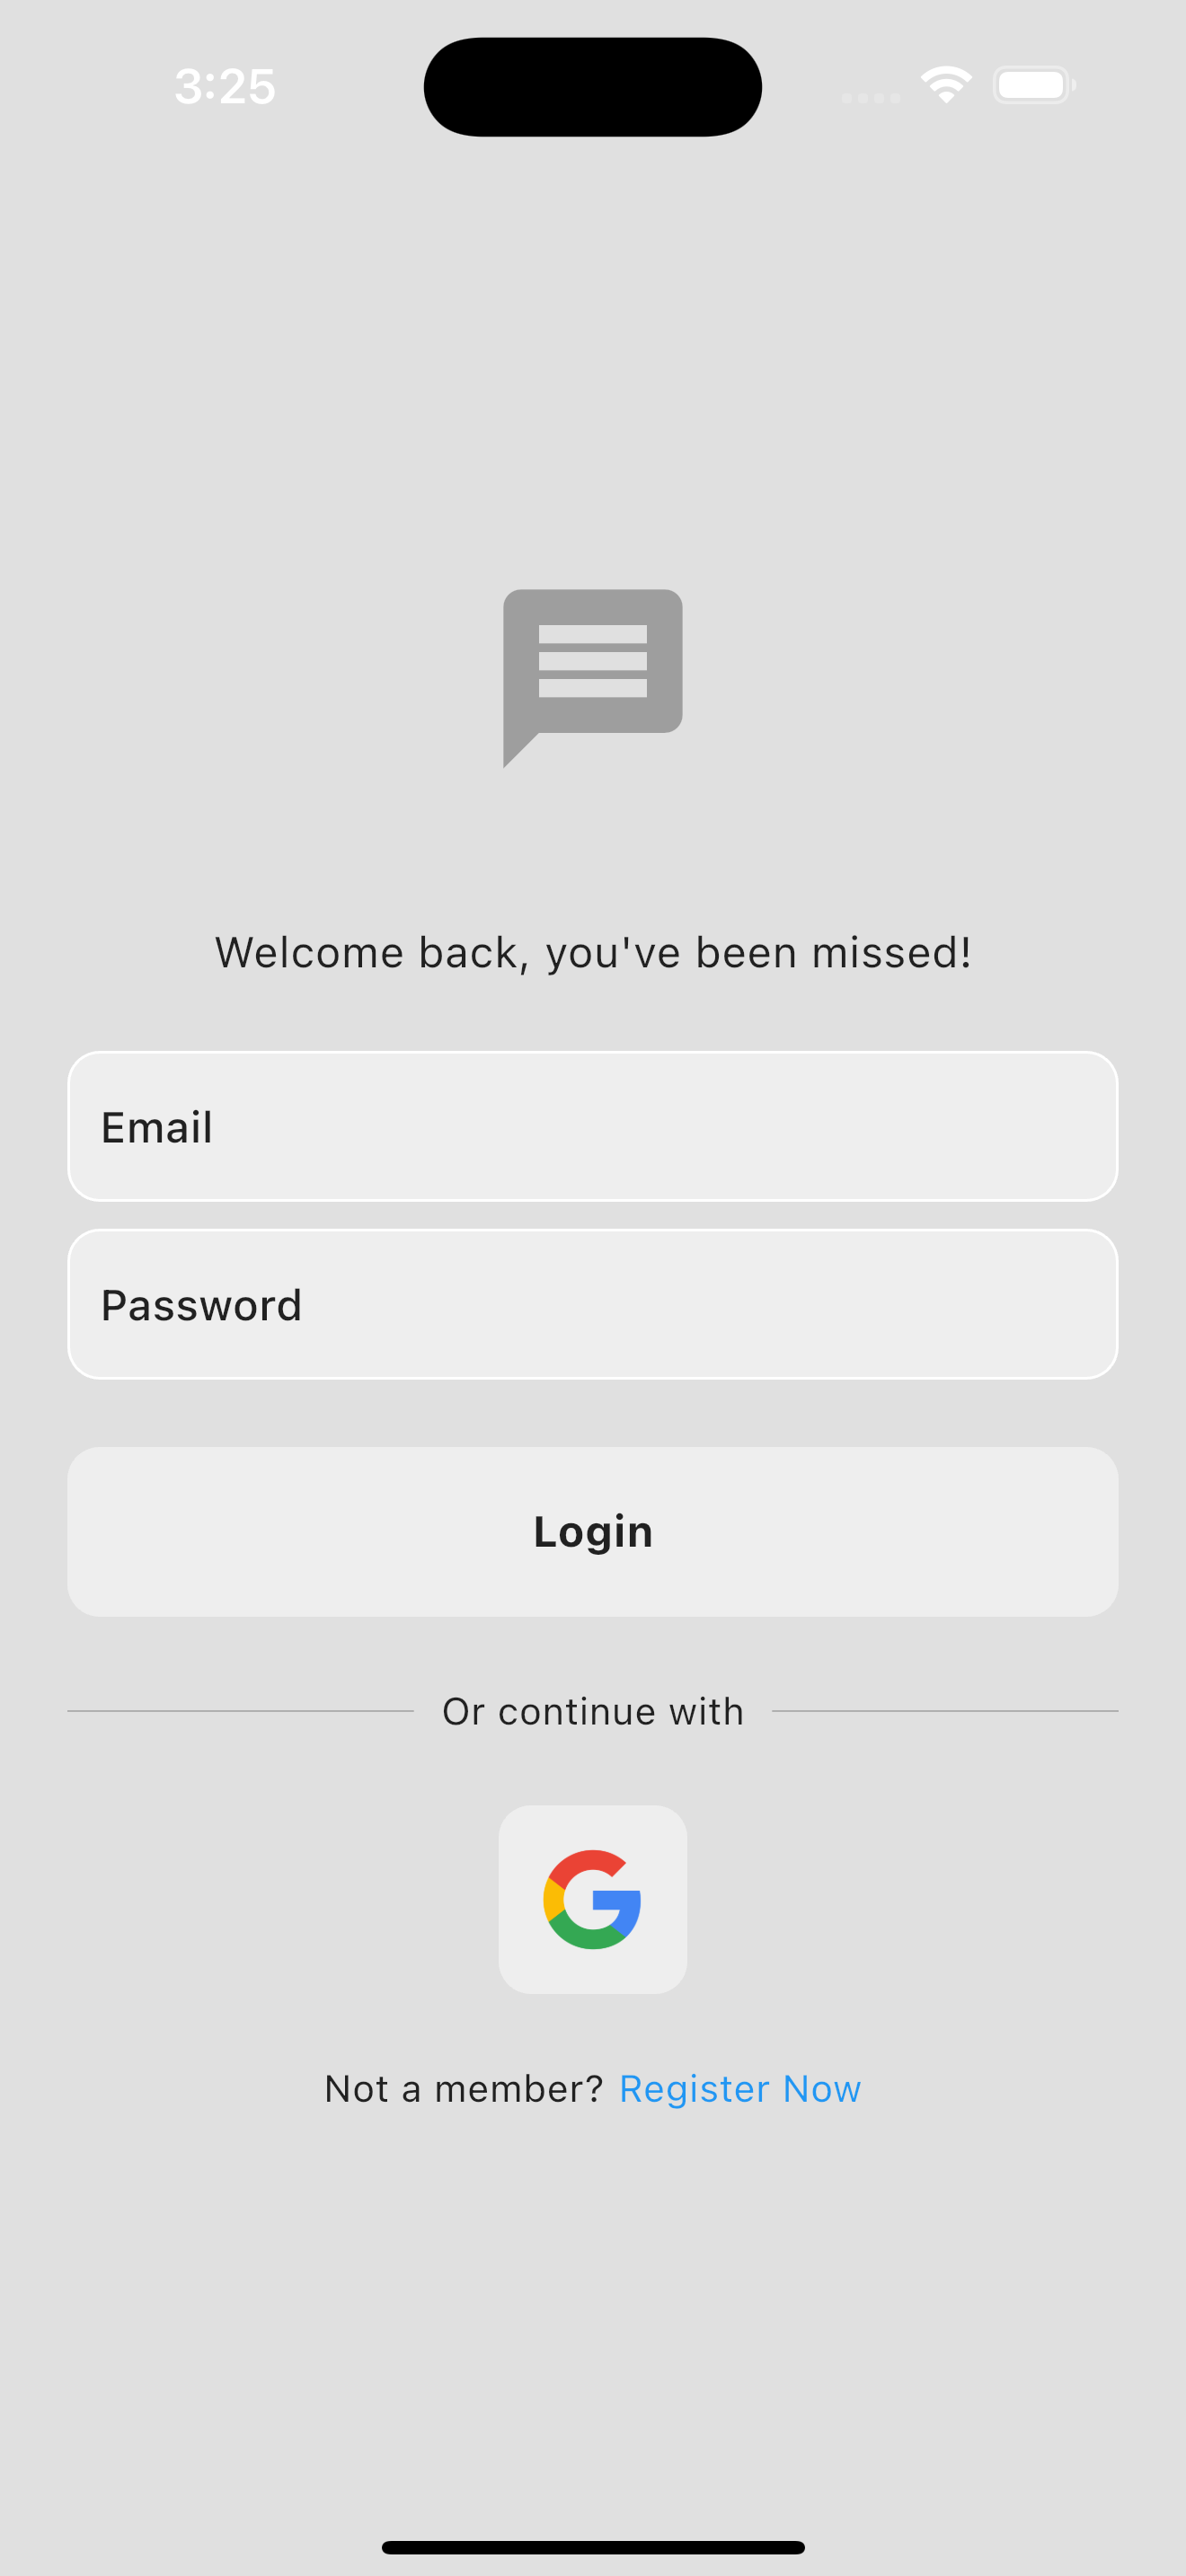 3:25
Welcome back, you've been missed!
Email
Password
Login
Or continue with
Not a member? Register Now